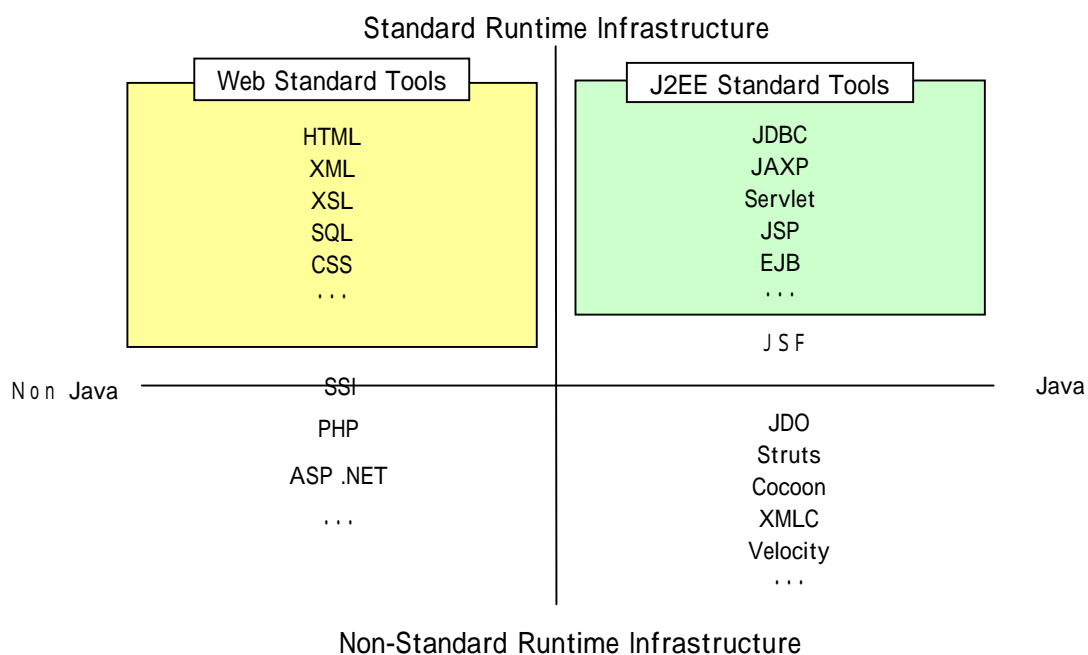 Standard Runtime Infrastructure
Web Standard Tools
HTML
XML
XSL
SQL
CSS
...
J2EE Standard Tools
JDBC
JAXP
Servlet
JSP
EJB
...
JSF
Non Java
SSI
Java
PHP
ASP .NET
...
JDO
Struts
Cocoon
XMLC
Velocity
...
Non-Standard Runtime Infrastructure